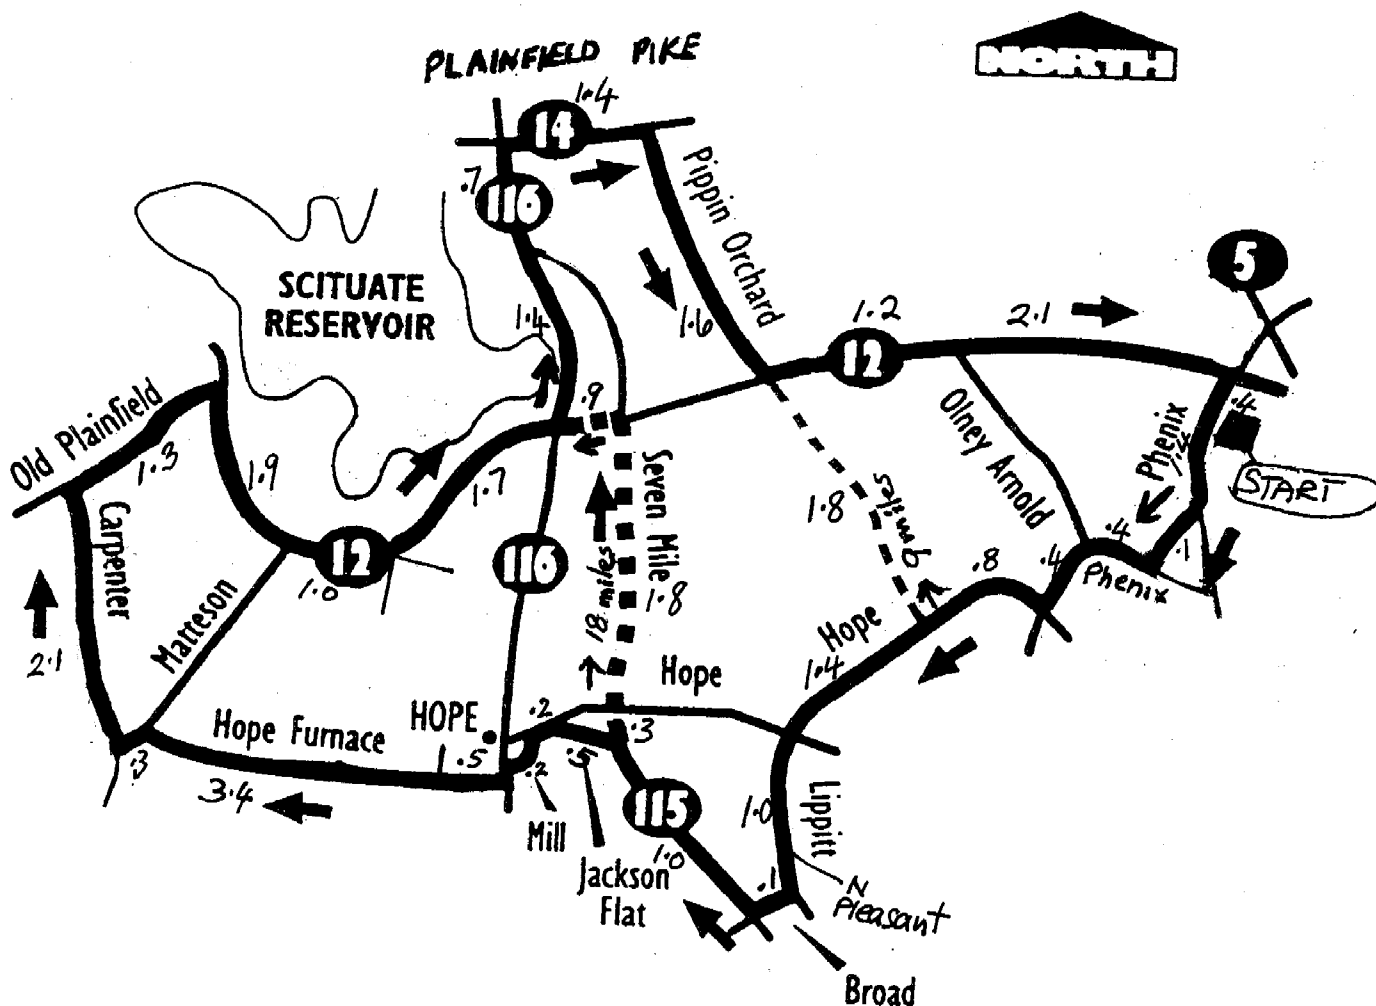 PLAINFIELD PIKE
NORTH
1.4
14
.7
116
Pippin Orchard
5
SCITUATE
RESERVOIR
1.4
1.6
1.2
2.1
12
.9
Old Plainfield
1.3
1.9
1.7
Olney Arnold
Phenix
.4
1.4
START
Carpenter
Seven Mile
1.8
9 miles
12
1.0
116
18 miles
1.8
.8
.4
.4
.1
Phenix
Matteson
2.1
Hope
1.4
Hope
HOPE
Hope Furnace
.2
.3
.3
.5
.2
.5
3.4
Mill
115
1.0
1.0
Lippitt
Jackson
Flat
.1
N
Pleasant
Broad